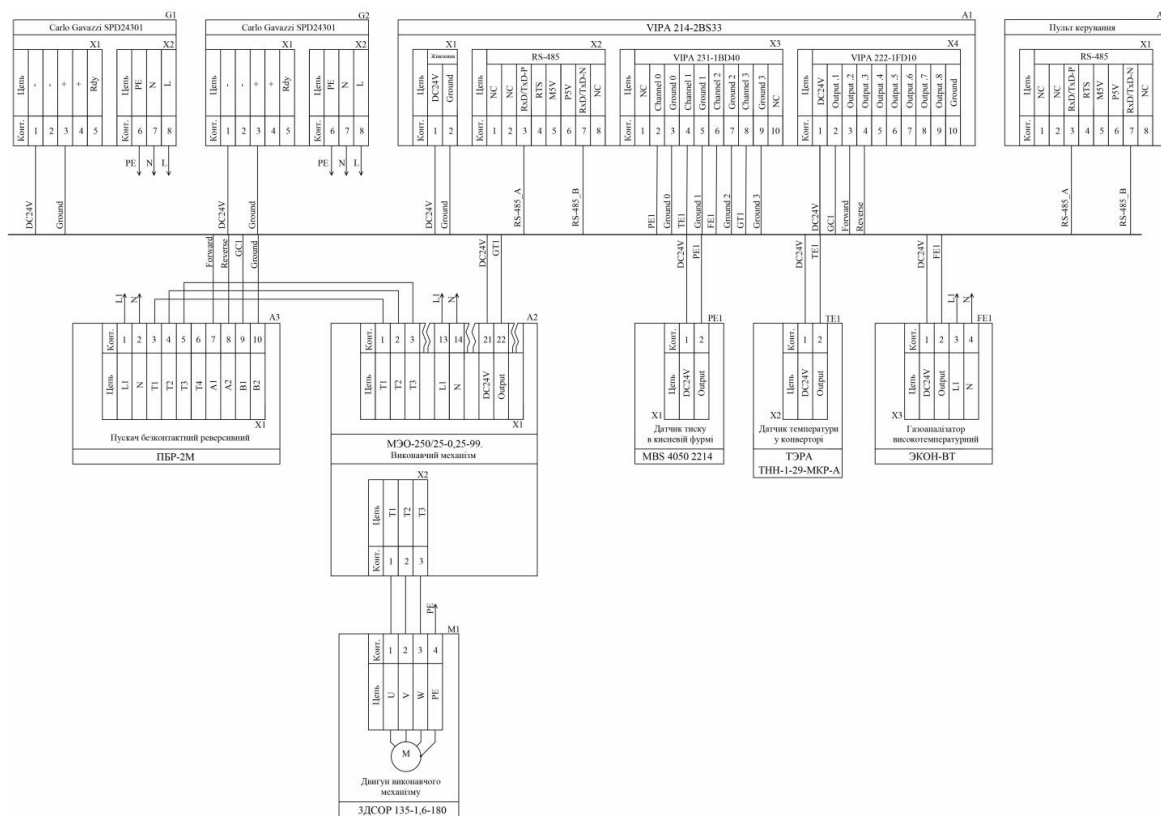 G1
Carlo Gavazzi SPD24301
X1
X2
Цепь - - + + Rdy
Цепь PE N L
Конт. 1 2 3 4 5
Конт. 6 7 8
PE N L
DC24V Ground
G2
Carlo Gavazzi SPD24301
X1
X2
Цепь - - + + Rdy
Цепь PE N L
Конт. 1 2 3 4 5
Конт. 6 7 8
PE N L
DC24V Ground
A1
VIPA 214-2BS33
X1
Живлення
Цепь DC24V Ground
Конт. 1 2
DC24V Ground
X2
RS-485
Цепь NC NC RxD/TxD-P RTS M5V P5V RxD/TxD-N NC
Конт. 1 2 3 4 5 6 7 8
RS-485_A RS-485_B
X3
VIPA 231-1BD40
Цепь NC Channel 0 Ground 0 Channel 1 Ground 1 Channel 2 Ground 2 Channel 3 Ground 3 NC
Конт. 1 2 3 4 5 6 7 8 9 10
PE1 Ground 0 TE1 Ground 1 FE1 Ground 2 GT1 Ground 3
X4
VIPA 222-1FD10
Цепь DC24V Output .1 Output .2 Output .3 Output .4 Output .5 Output .6 Output .7 Output .8 Ground
Конт. 1 2 3 4 5 6 7 8 9 10
DC24V GC1 Forward Reverse
A
Пульт керування
X1
RS-485
Цепь NC NC RxD/TxD-P RTS M5V P5V RxD/TxD-N NC
Конт. 1 2 3 4 5 6 7 8
RS-485_A RS-485_B
Forward Reverse GC1 Ground
L1 N
A3
Конт. 1 2 3 4 5 6 7 8 9 10
Цепь L1 N T1 T2 T3 T4 A1 A2 B1 B2
X1
Пускач безконтактний реверсивний
ПБР-2М
DC24V GT1
L1 N
A2
Конт. 1 2 3 13 14 21 22
Цепь T1 T2 T3 L1 N DC24V Output
X1
МЭО-250/25-0,25-99.
Виконавчий механізм
X2
Цепь T1 T2 T3
Конт. 1 2 3
PE
M1
Конт. 1 2 3 4
Цепь U V W PE
M
Двигун виконавчого
механізму
3ДСОР 135-1,6-180
DC24V PE1
PE1
Конт. 1 2
Цепь DC24V Output
X1
Датчик тиску
в кисневій фурмі
MBS 4050 2214
DC24V TE1
TE1
Конт. 1 2
Цепь DC24V Output
X2
Датчик температури
у конверторі
ТЭРА
ТНН-1-29-МКР-А
DC24V FE1
L1 N
FE1
Конт. 1 2 3 4
Цепь DC24V Output L1 N
X3
Газоаналізатор
високотемпературний
ЭКОН-ВТ